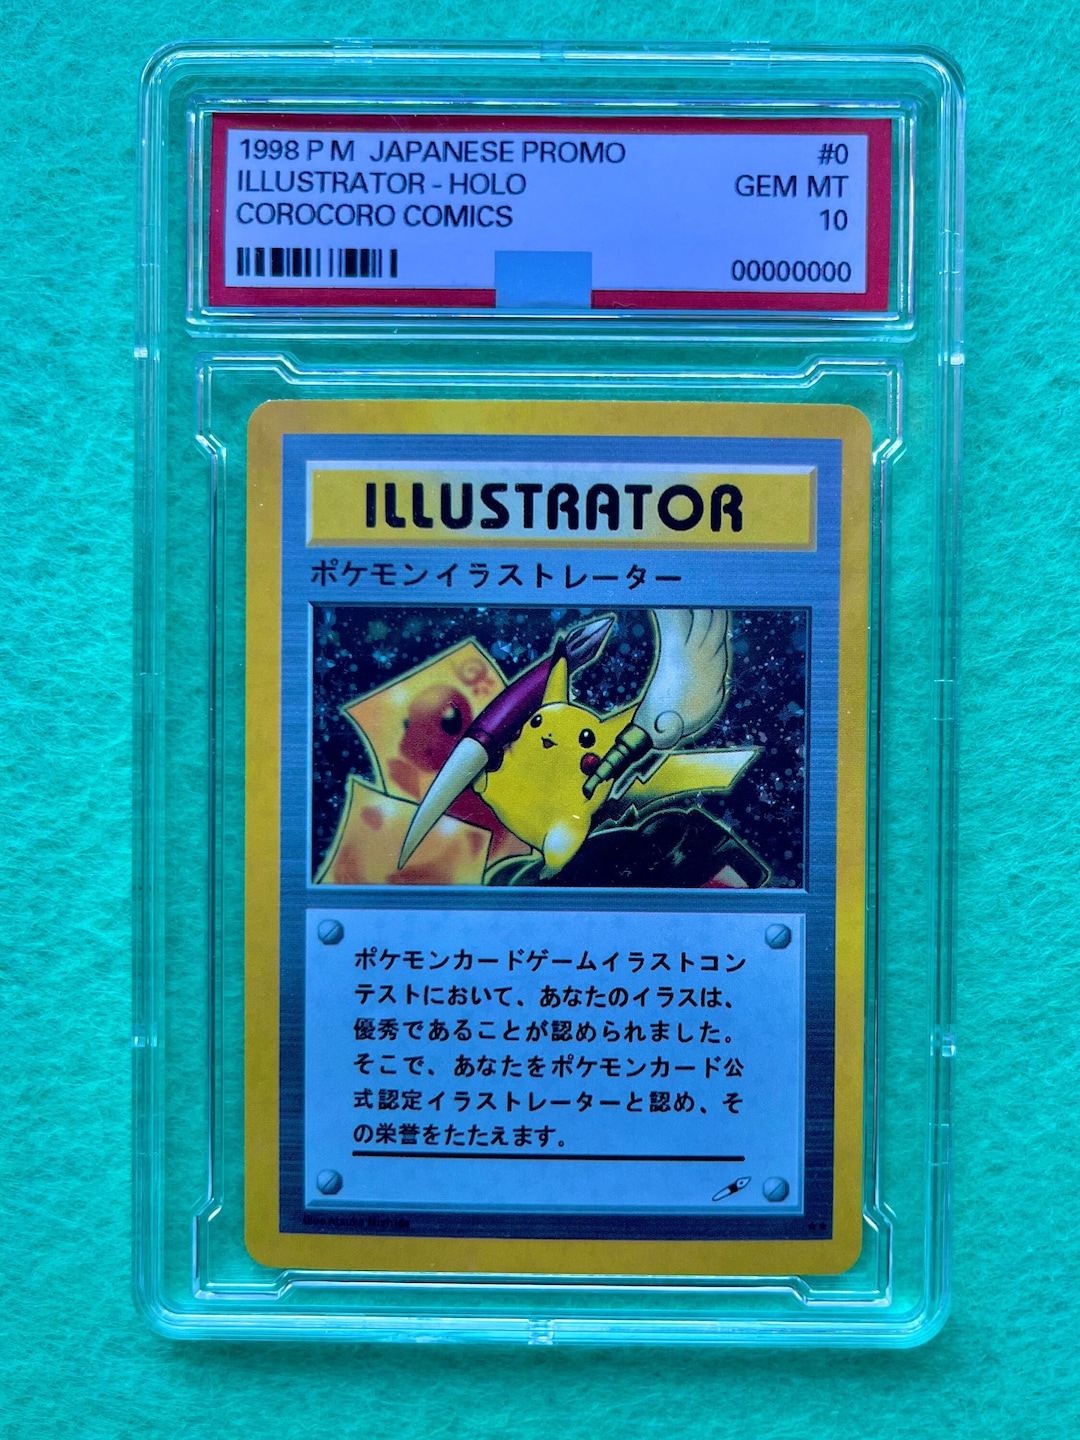 1998 P M JAPANESE PROMO #0
ILLUSTRATOR - HOLO GEM MT
COROCORO COMICS 10
00000000
ILLUSTRATOR
ポケモンイラストレーター
ポケモンカードゲームイラストコン
テストにおいて、あなたのイラスは、
優秀であることが認められました。
そこで、あなたをポケモンカード公
式認定イラストレーターと認め、そ
の栄誉をたたえます。